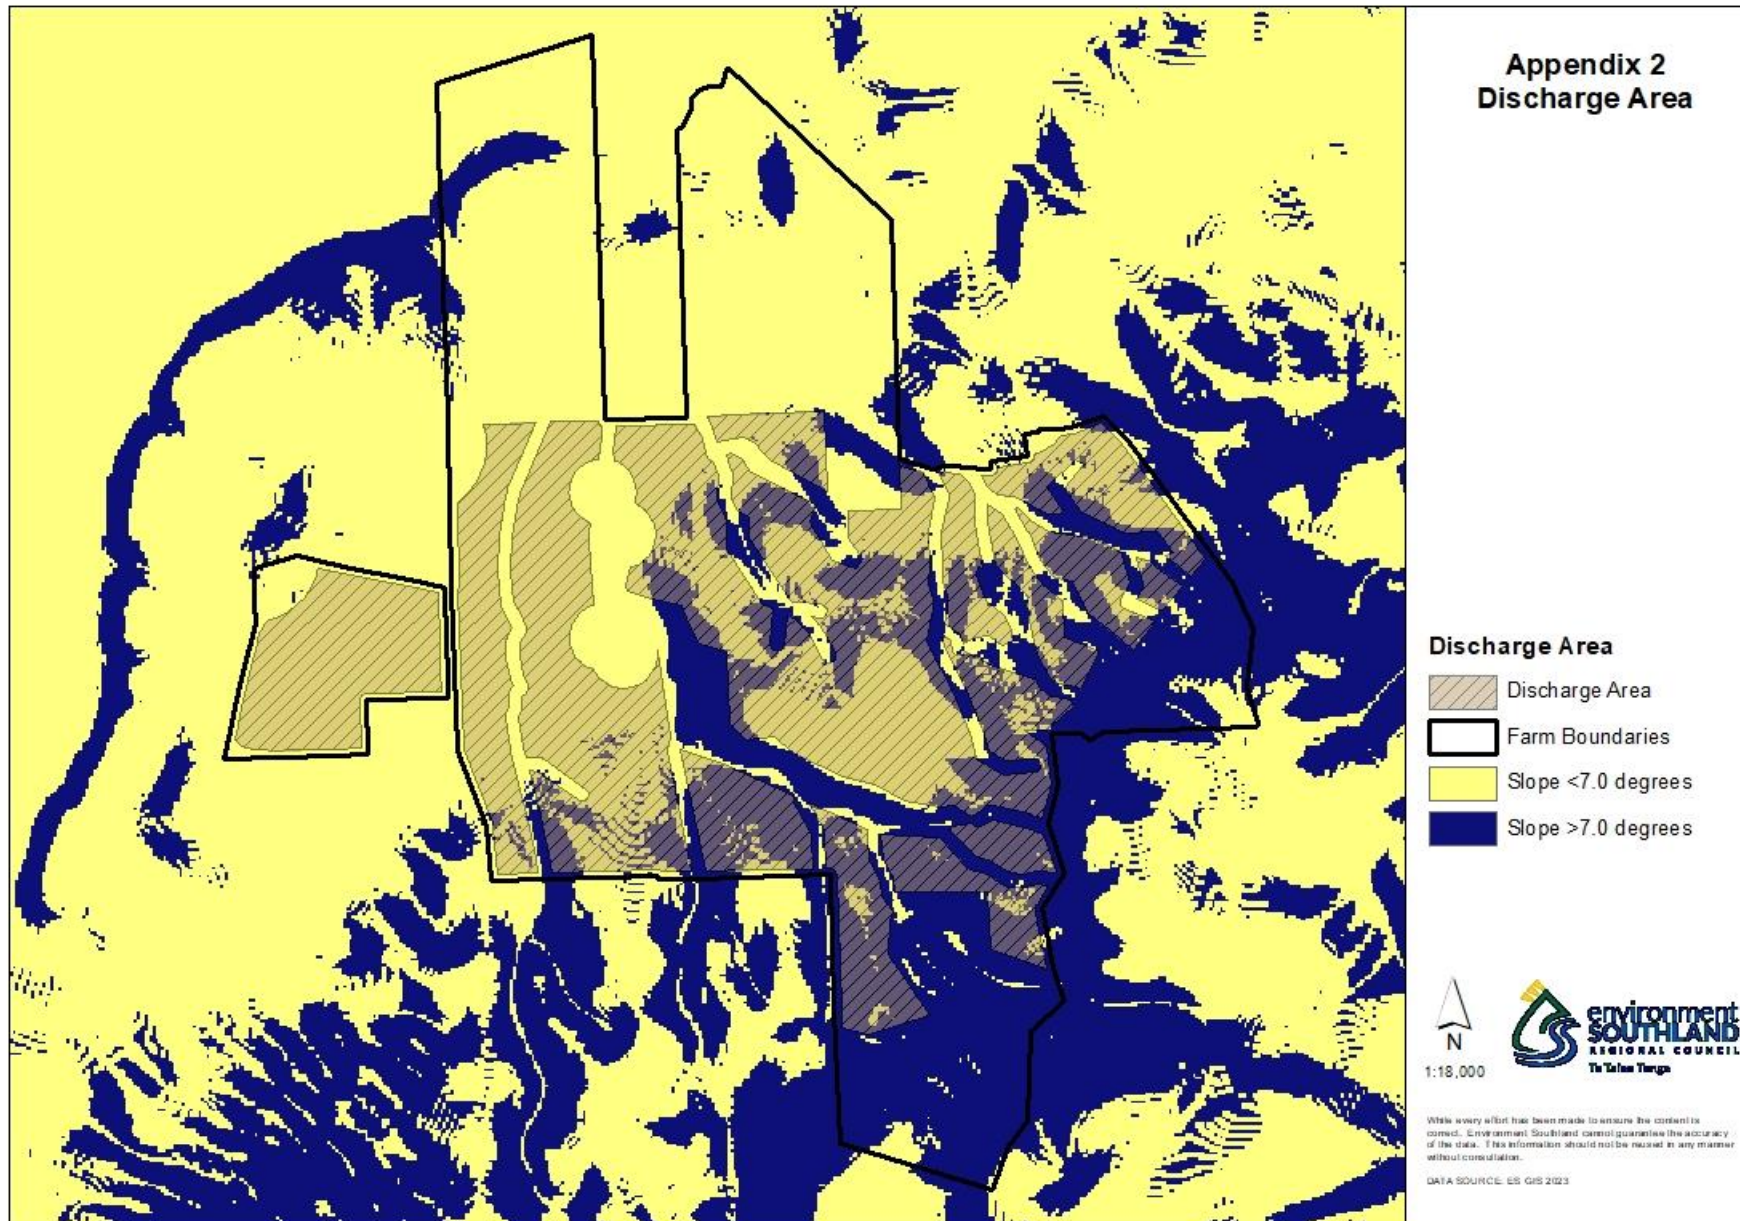 Appendix 2
Discharge Area
Discharge Area
Discharge Area
Farm Boundaries
Slope <7.0 degrees
Slope >7.0 degrees
N
1:18,000
environment
SOUTHLAND
REGIONAL COUNCIL
Te Taiao Tonga
While every effort has been made to ensure the content is
correct, Environment Southland cannot guarantee the accuracy
of the data. This information should not be reused in any manner
without consultation.
DATA SOURCE: ES GIS 2023